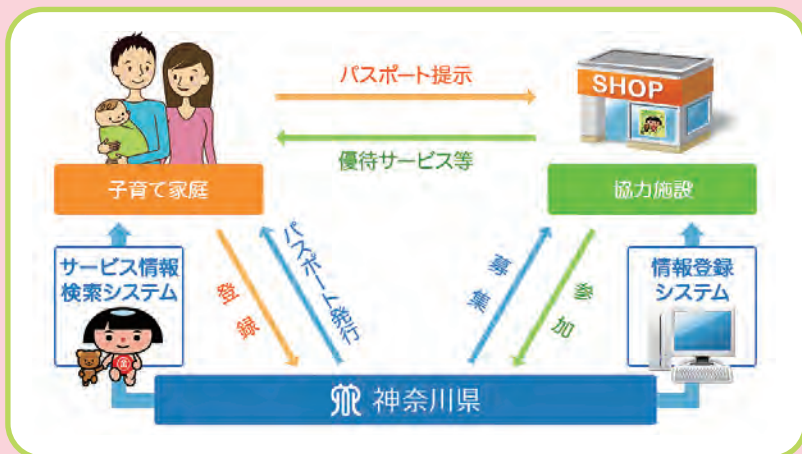 パスポート提示
SHOP
優待サービス等
子育て家庭
協力施設
サービス情報
検索システム
登録
パスポート発行
募集
参加
情報登録
システム
神奈川県